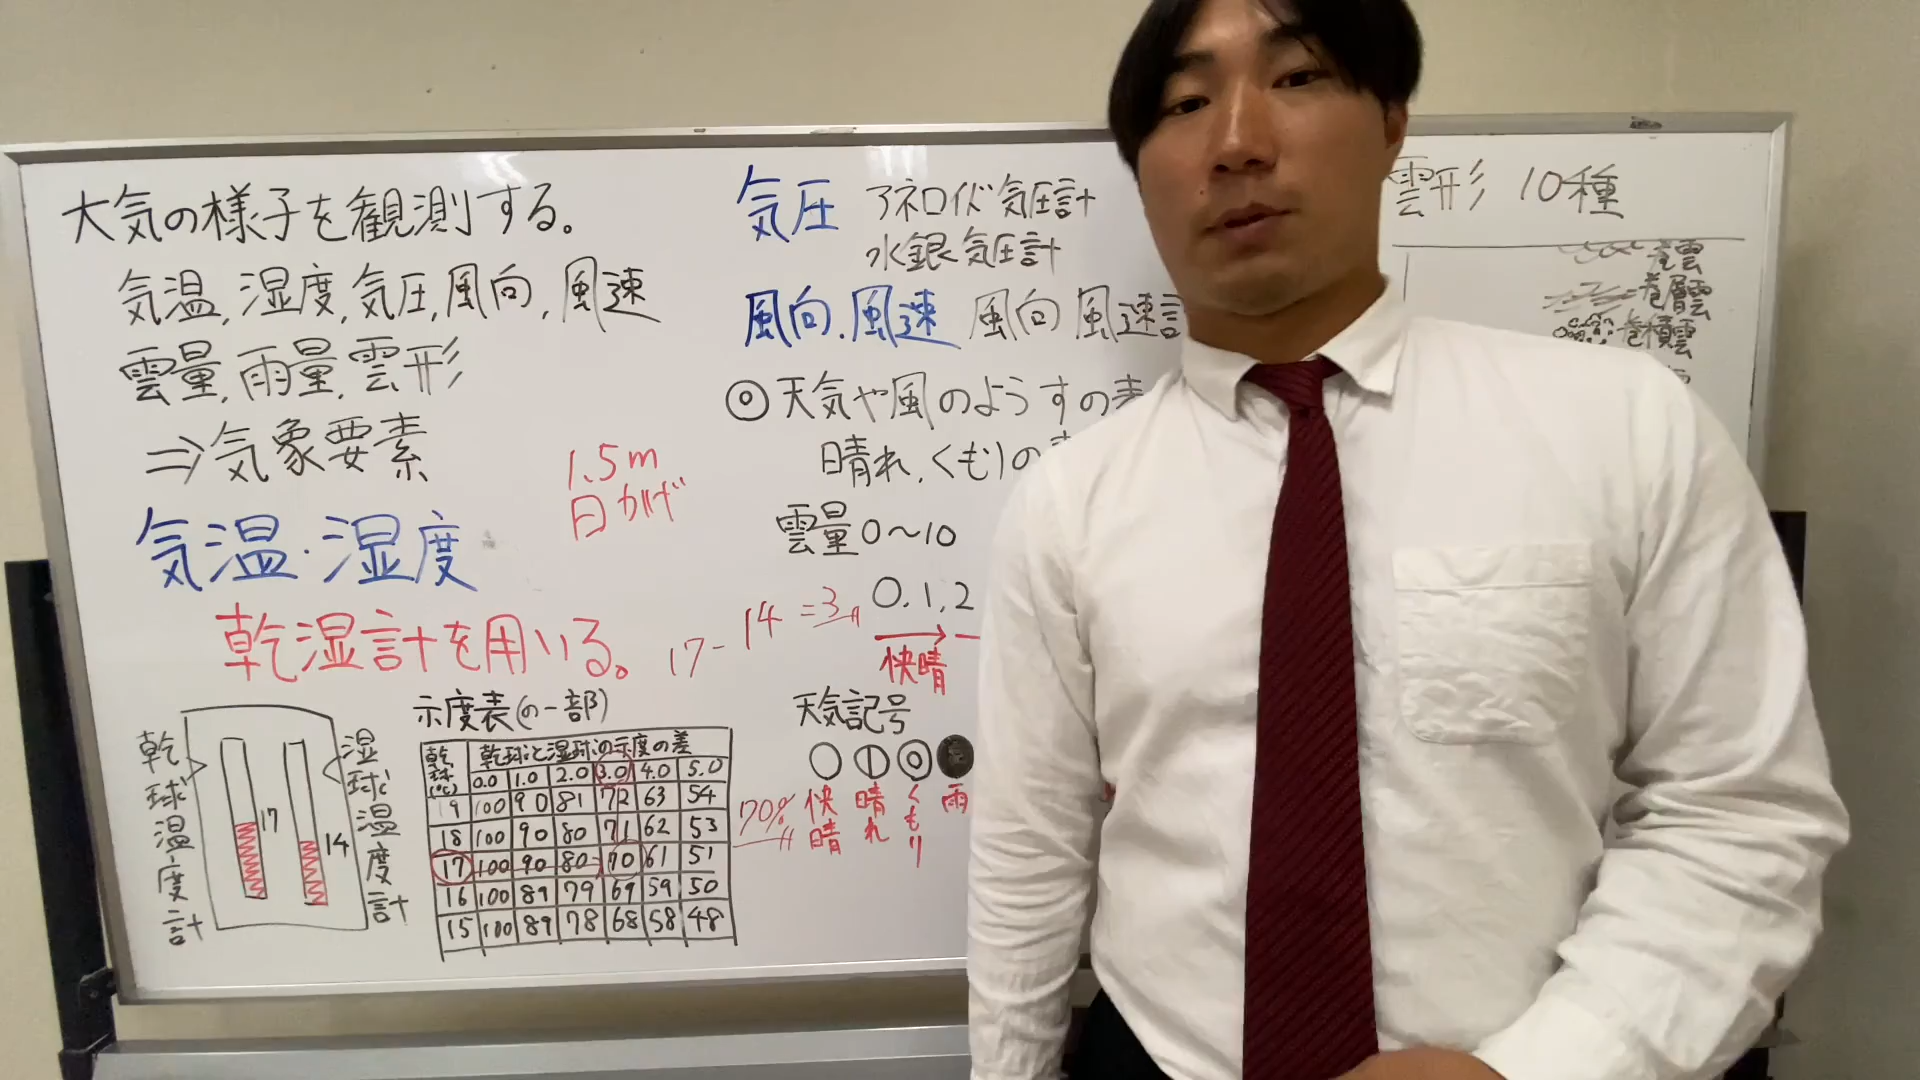 大気の様子を観測する。
気温,湿度,気圧,風向,風速
雲量,雨量,雲形
⇒気象要素
1.5m
日かげ
気温・湿度
乾湿計を用いる。
17-14=3
乾球温度計
17
14
湿球温度計
示度表(の一部)
乾球(℃) 乾球と湿球の示度の差
0.0 1.0 2.0 3.0 4.0 5.0
19 100 90 81 72 63 54
18 100 90 80 71 62 53
17 100 90 80 70 61 51
16 100 89 79 69 59 50
15 100 89 78 68 58 48
70%
気圧 アネロイド気圧計
水銀気圧計
風向,風速 風向風速計
◎天気や風のようすの表
晴れ,くもりの
雲量0〜10
0,1,2
快晴
天気記号
快晴 晴れ くもり 雨
雲形 10種
巻雲
巻層雲
巻積雲